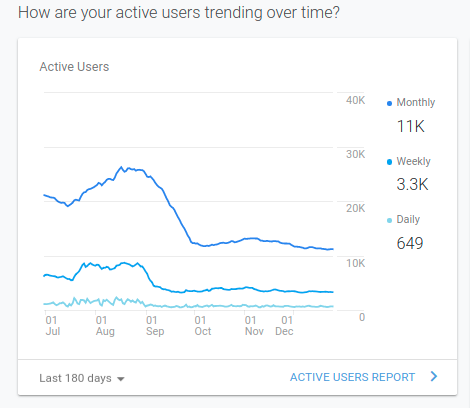 How are your active users trending over time?
Active Users
40K
30K
20K
10K
0
01 Jul
01 Aug
01 Sep
01 Oct
01 Nov
01 Dec
Monthly
11K
Weekly
3.3K
Daily
649
Last 180 days
ACTIVE USERS REPORT